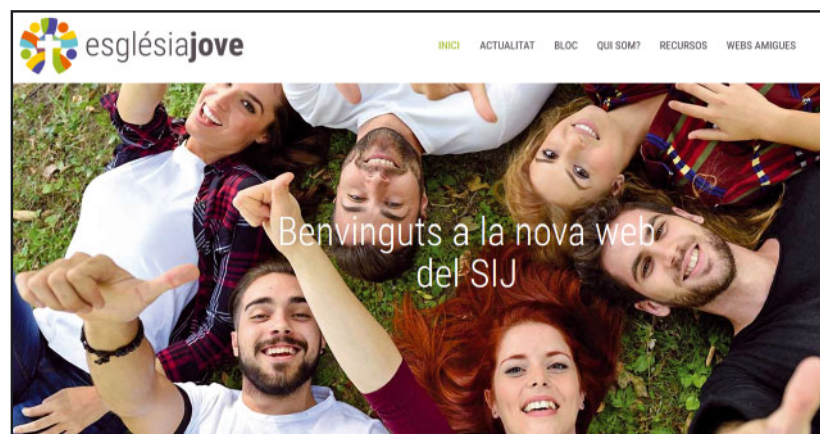 esglésiajove
INICI ACTUALITAT BLOC QUI SOM? RECURSOS WEBS AMIGUES
Benvinguts a la nova web
del SIJ